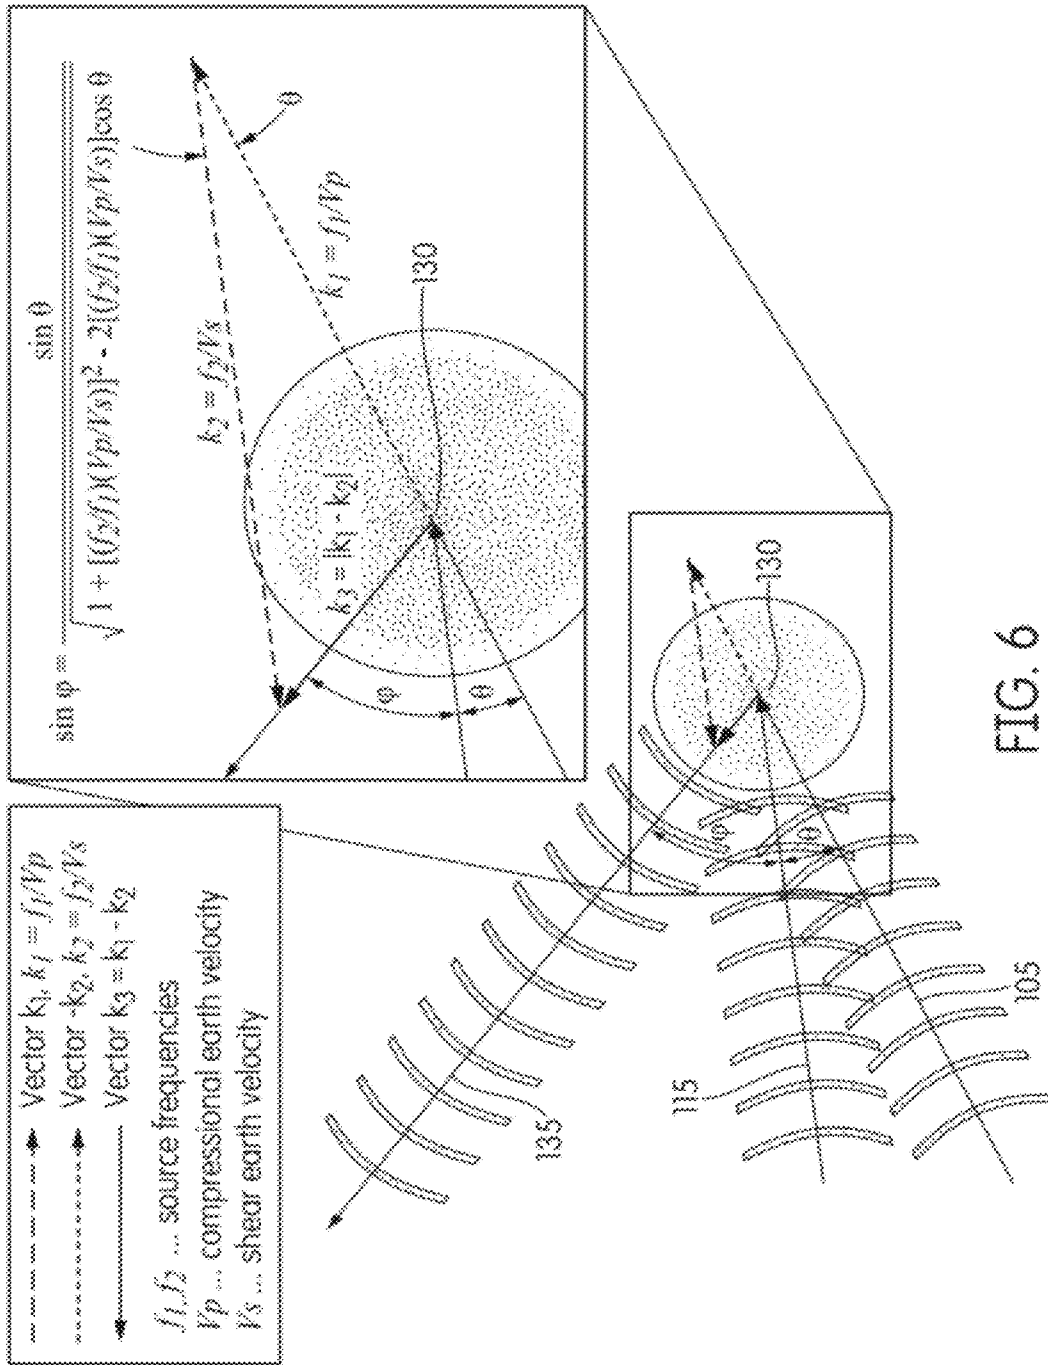 Vector k₁, k₁ = f₁/Vp
Vector -k₂, k₂ = f₂/Vs
Vector k₃ = k₁ - k₂
f₁,f₂ ... source frequencies
Vp ... compressional earth velocity
Vs ... shear earth velocity
sin φ = sin θ
√1 + [(f₂/f₁)(Vp/Vs)]² - 2[(f₂/f₁)(Vp/Vs)]cos θ
k₂ = f₂/Vs
θ
k₁ = f₁/Vp
k₃ = |k₁ - k₂|
130
φ
θ
130
φ
θ
135
115
105
FIG. 6